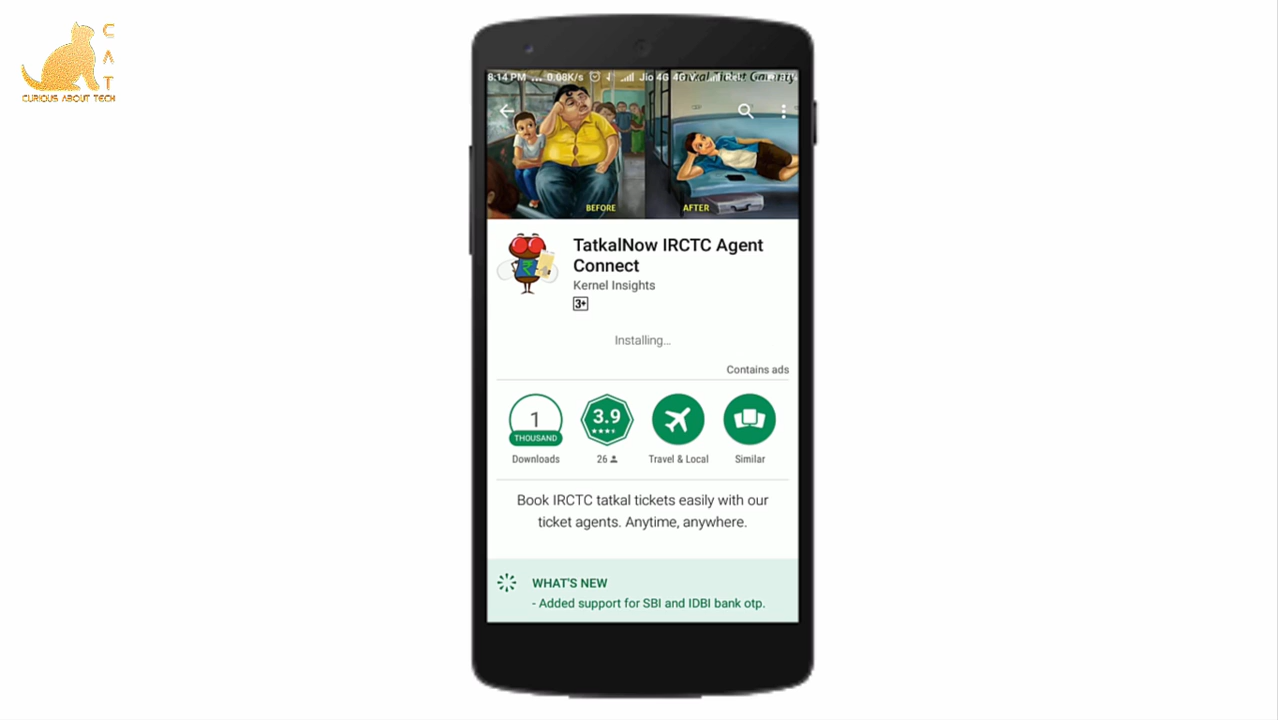 C
A
T
CURIOUS ABOUT TECH
8:14 PM ... 0.08K/s Jio 4G 4G
BEFORE
AFTER
TatkalNow IRCTC Agent
Connect
Kernel Insights
3+
Installing...
Contains ads
1
THOUSAND
3.9
Downloads
26
Travel & Local
Similar
Book IRCTC tatkal tickets easily with our
ticket agents. Anytime, anywhere.
WHAT'S NEW
- Added support for SBI and IDBI bank otp.